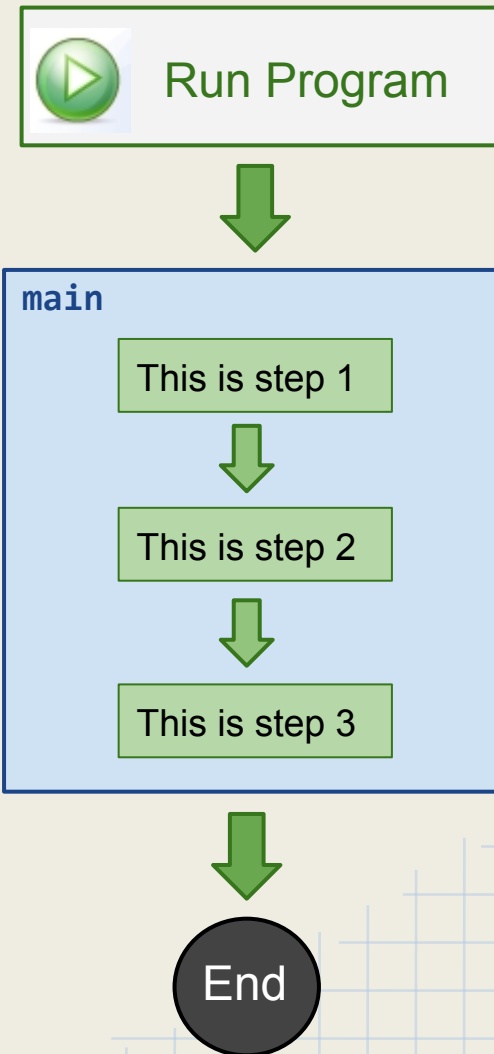 Run Program
main
This is step 1
This is step 2
This is step 3
End